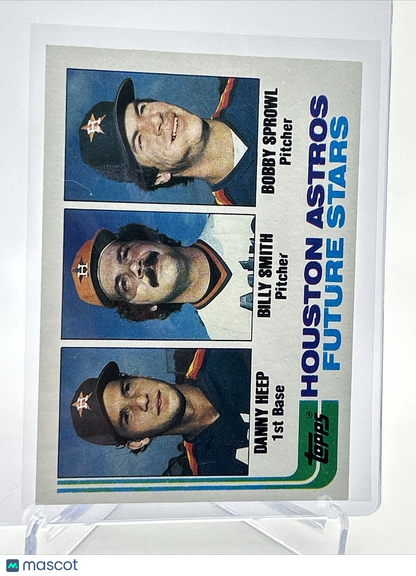 DANNY HEEP
1st Base
BILLY SMITH
Pitcher
BOBBY SPROWL
Pitcher
topps®
HOUSTON ASTROS
FUTURE STARS
mascot